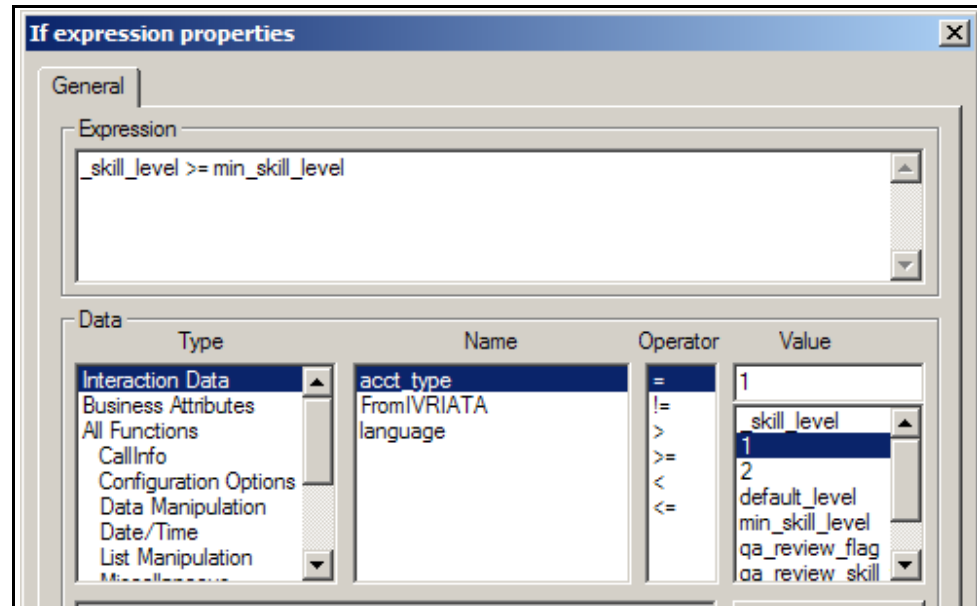 If expression properties
General
Expression
_skill_level >= min_skill_level
Data
Type Name Operator Value
Interaction Data
Business Attributes
All Functions
CallInfo
Configuration Options
Data Manipulation
Date/Time
List Manipulation
acct_type
FromIVRIATA
language
=
!=
>
>=
<
<=
1
_skill_level
1
2
default_level
min_skill_level
qa_review_flag
qa_review_skill